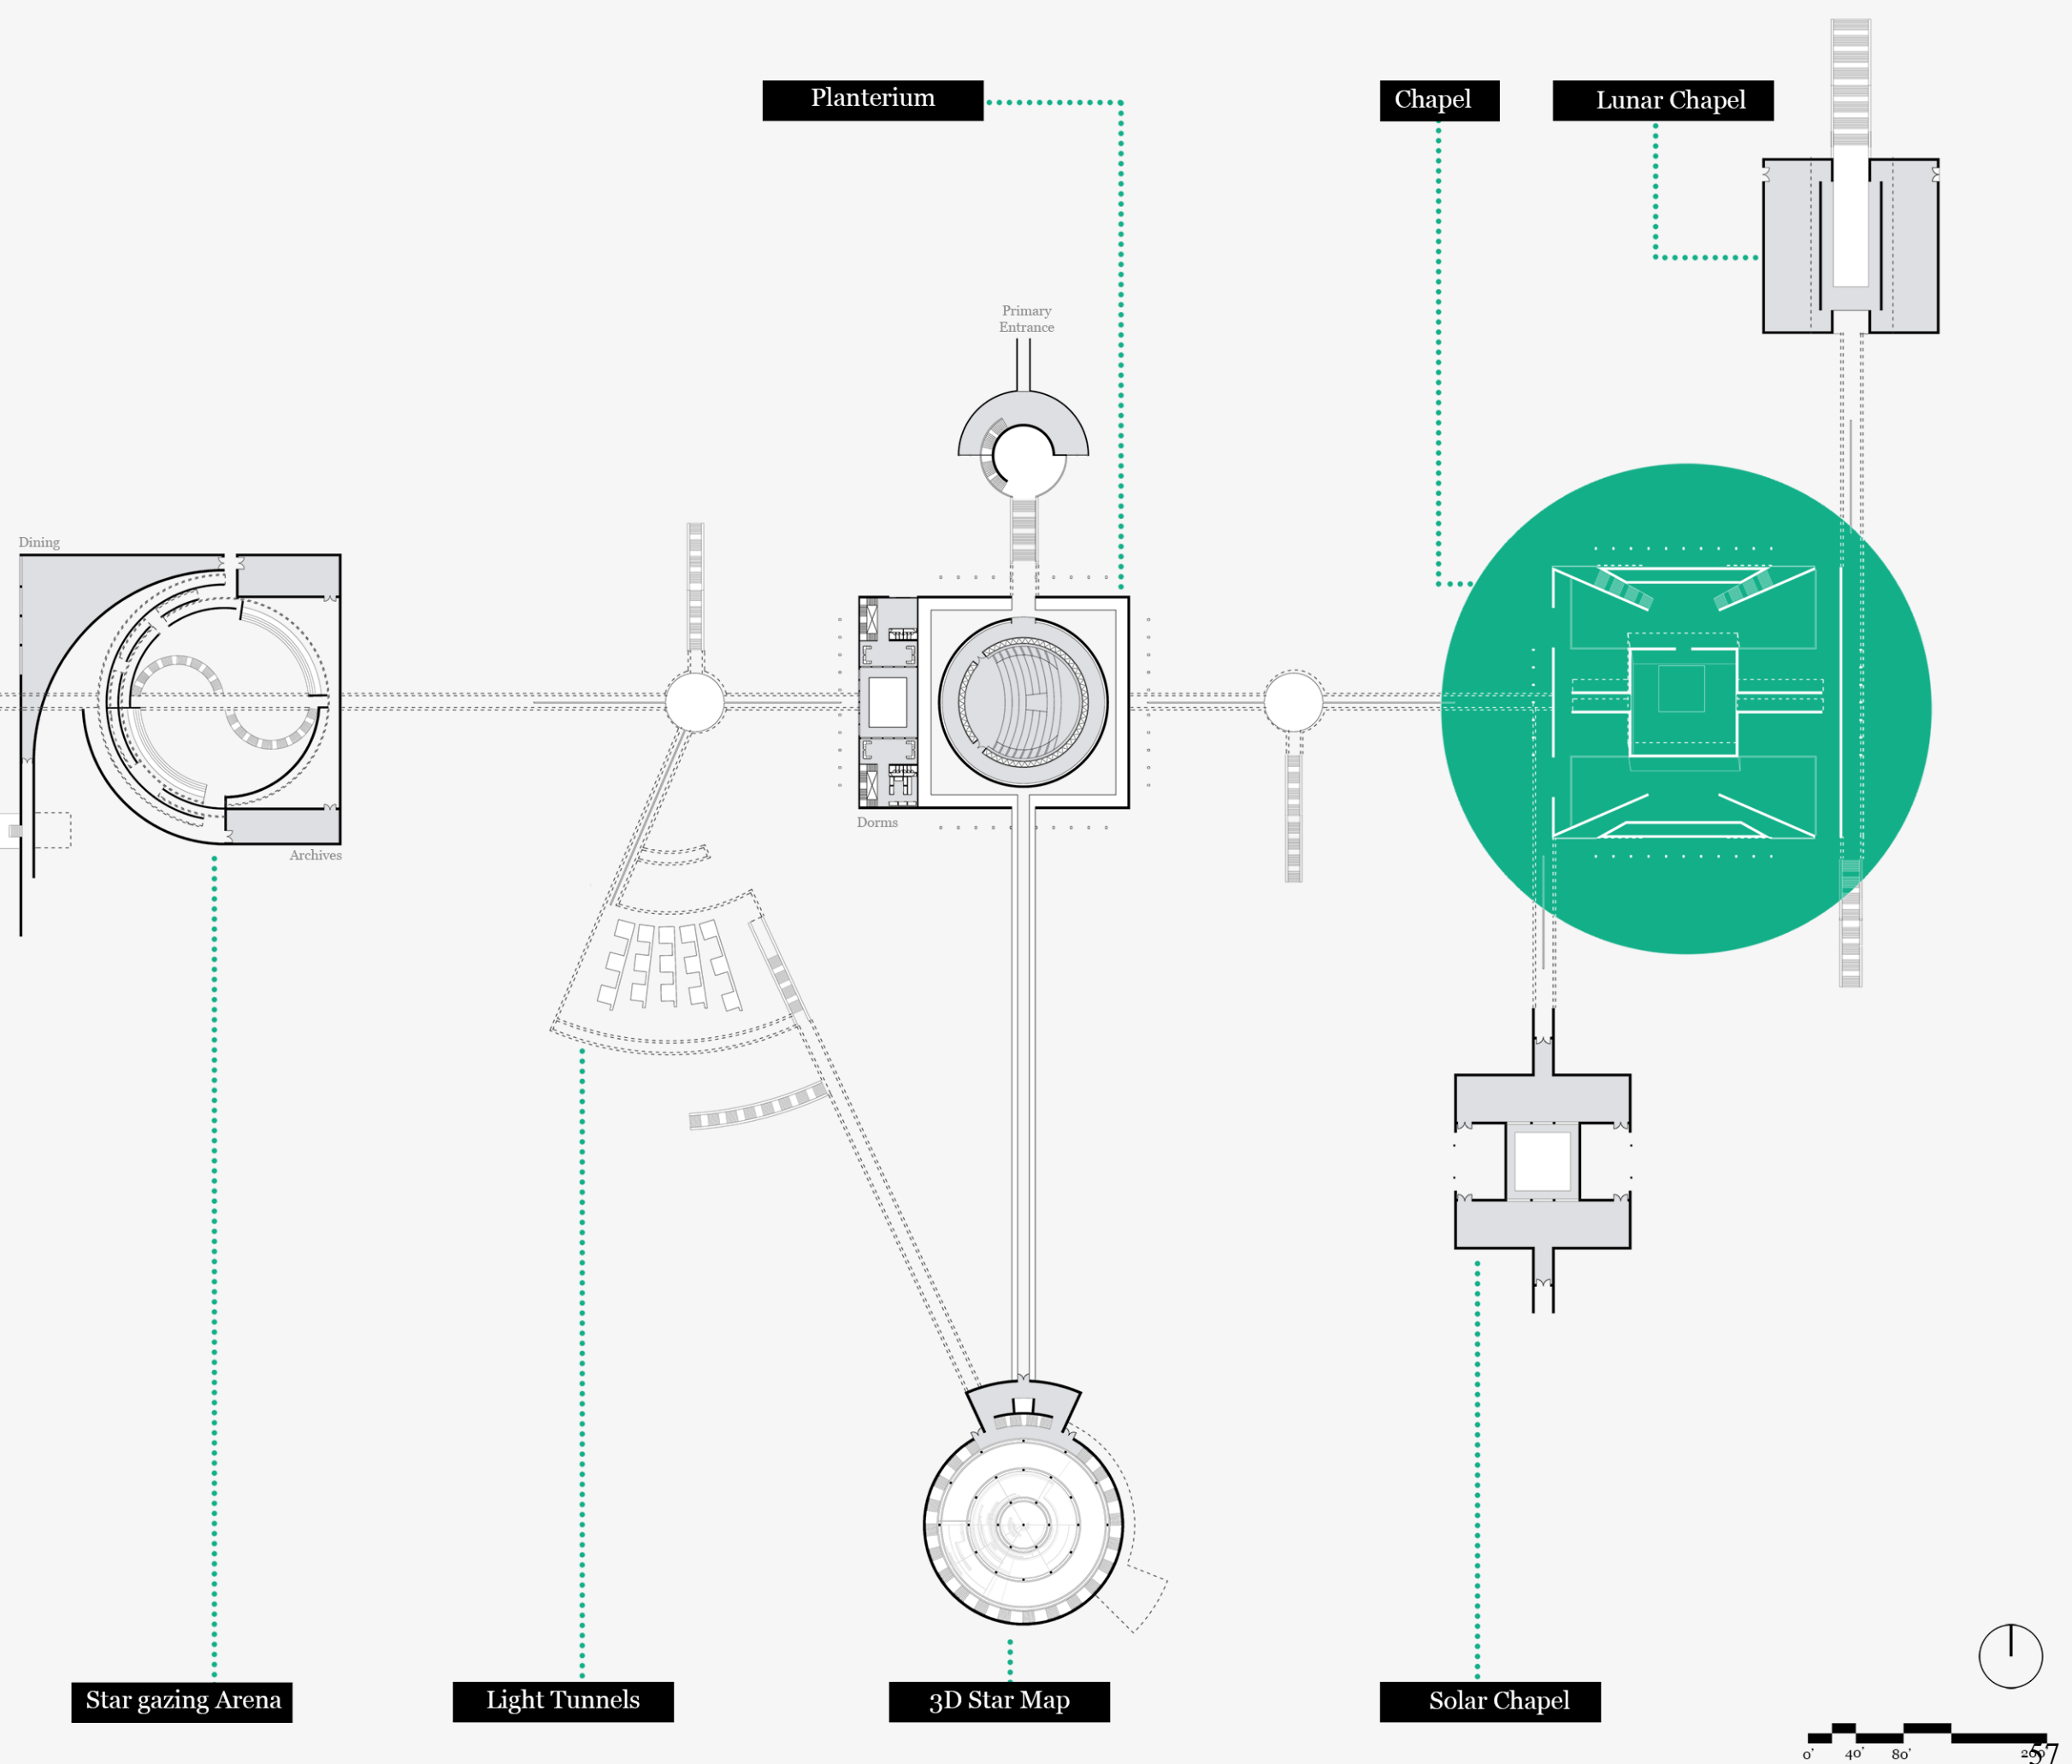 Planterium
Chapel
Lunar Chapel
Primary
Entrance
Dining
Dorms
Archives
Star gazing Arena
Light Tunnels
3D Star Map
Solar Chapel
0' 40' 80' 200'
57